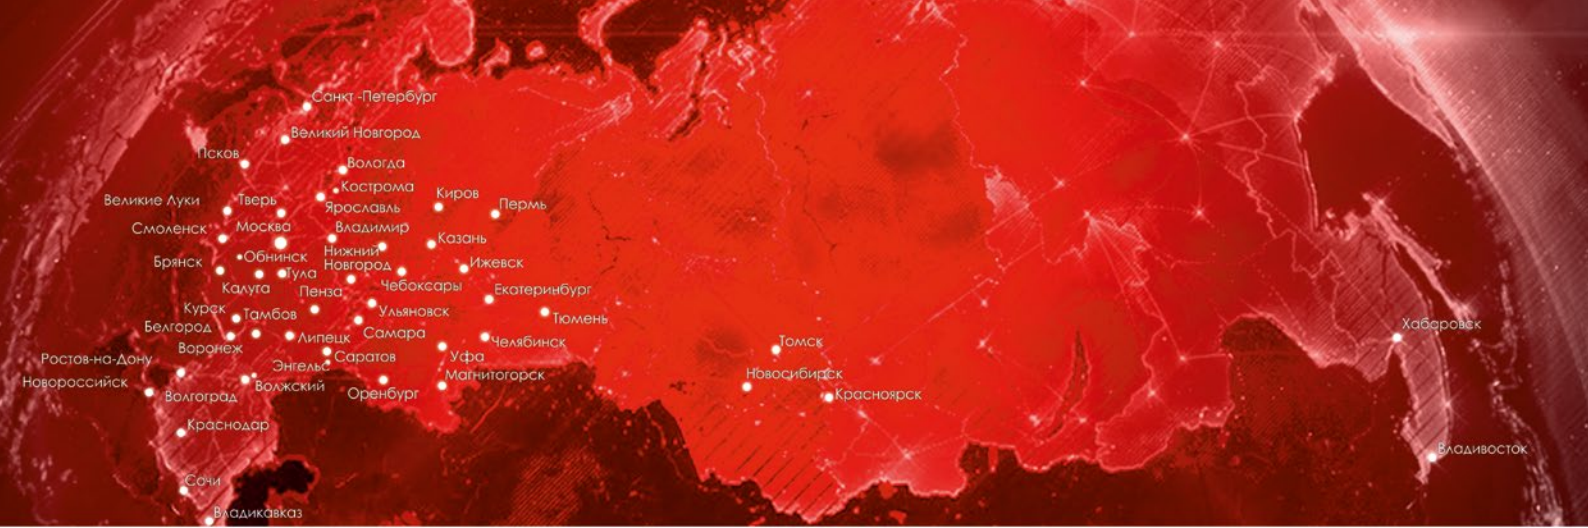 Санкт -Петербург
Великий Новгород
Псков
Вологда
Кострома
Киров
Великие Луки
Тверь
Ярославль
Пермь
Смоленск
Москва
Владимир
Казань
Брянск
Обнинск
Нижний
Новгород
Ижевск
Тула
Калуга
Пенза
Чебоксары
Екатеринбург
Курск
Тамбов
Ульяновск
Тюмень
Белгород
Воронеж
Липецк
Самара
Челябинск
Томск
Хабаровск
Ростов-на-Дону
Энгельс
Саратов
Уфа
Новороссийск
Волгоград
Волжский
Оренбург
Магнитогорск
Новосибирск
Красноярск
Краснодар
Владивосток
Сочи
Владикавказ